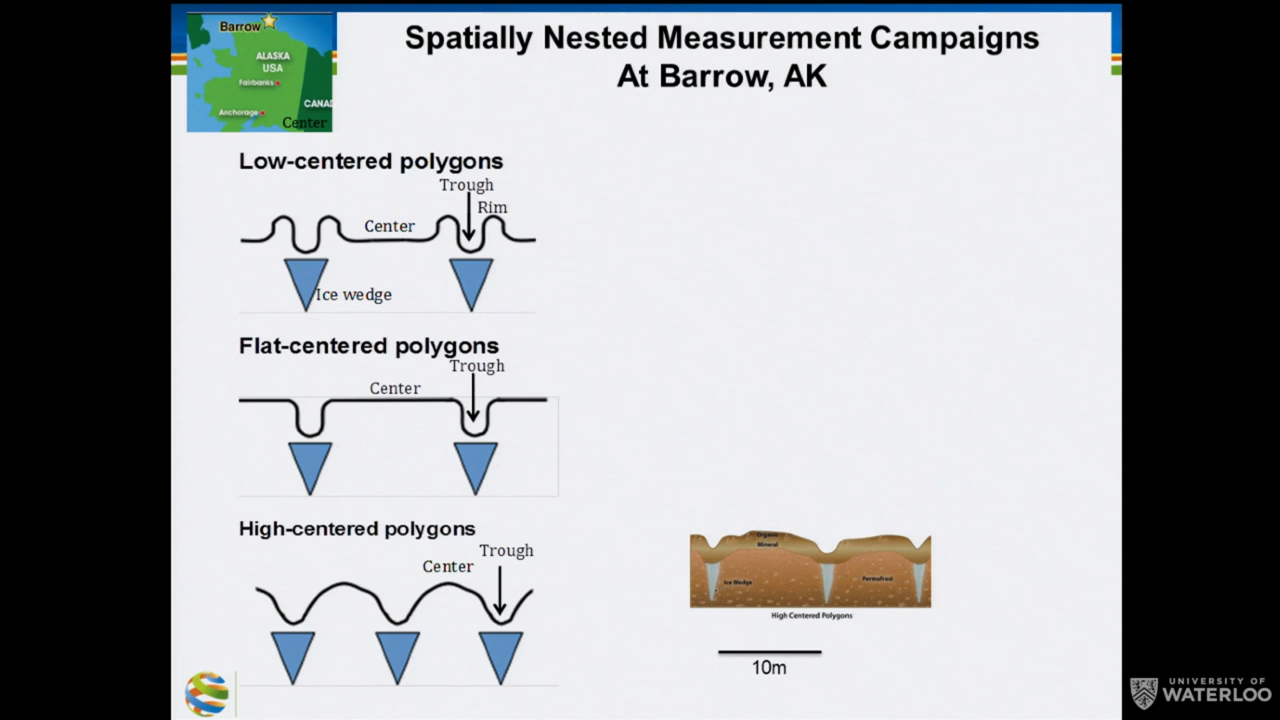 Barrow
ALASKA
USA
Fairbanks
CANAD
Anchorage
Center
Spatially Nested Measurement Campaigns
At Barrow, AK
Low-centered polygons
Trough
Rim
Center
Ice wedge
Flat-centered polygons
Trough
Center
High-centered polygons
Trough
Center
Organic
Mineral
Ice Wedge
Permafrost
High Centered Polygons
10m
UNIVERSITY OF
WATERLOO